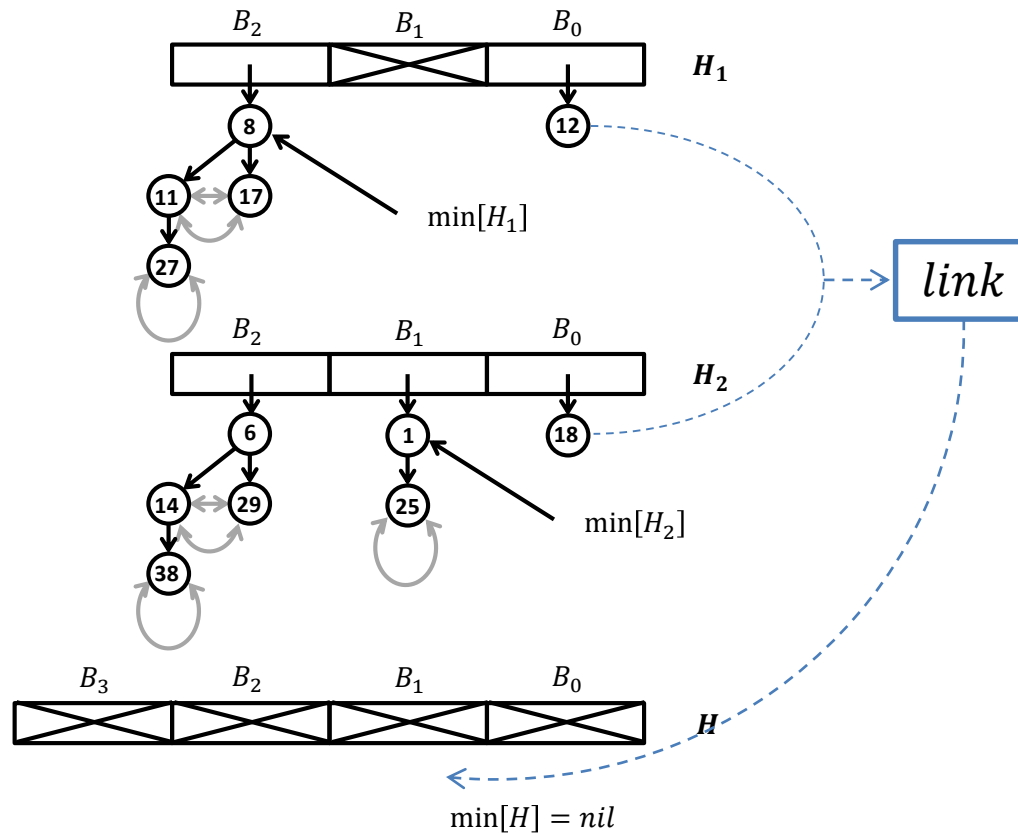 B₂ B₁ B₀
H₁
8 12
11 17
min[H₁]
27
link
B₂ B₁ B₀
H₂
6 1 18
14 29 25
min[H₂]
38
B₃ B₂ B₁ B₀
H
min[H] = nil